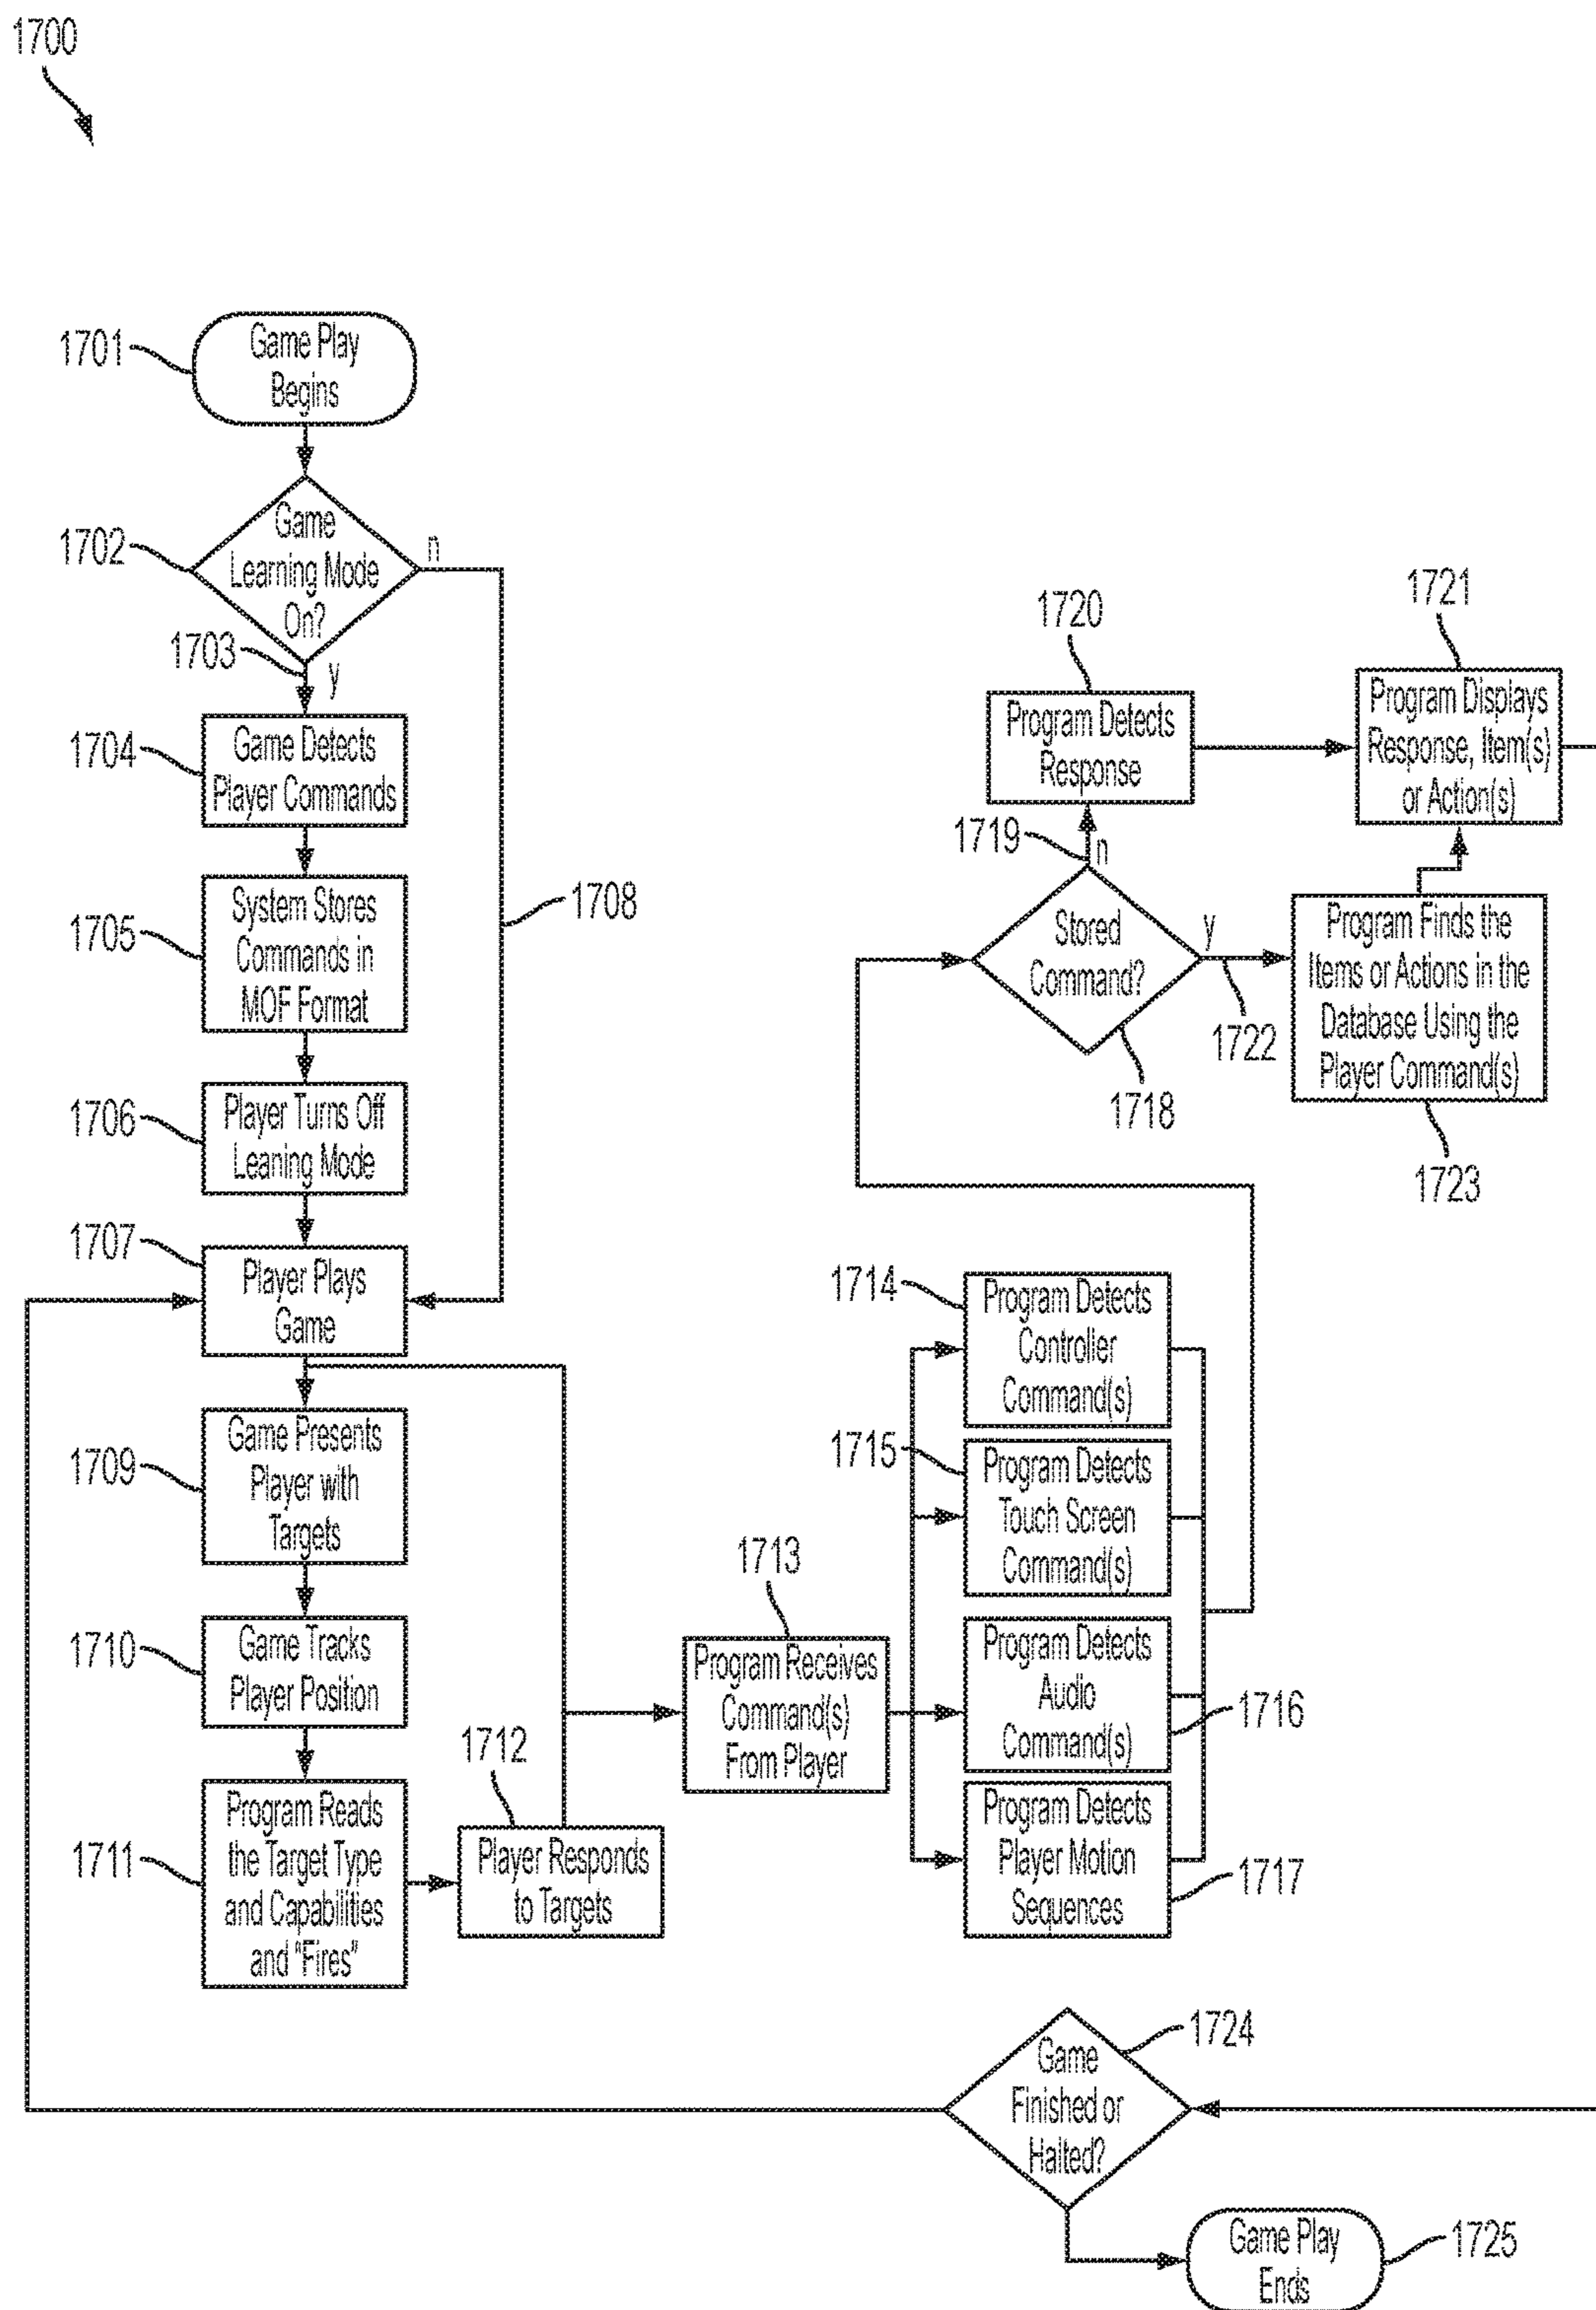 1700
1701
Game Play
Begins
1702
Game
Learning Mode
On?
n
1703
y
1704
Game Detects
Player Commands
1705
System Stores
Commands in
MOF Format
1708
1706
Player Turns Off
Leaning Mode
1707
Player Plays
Game
1709
Game Presents
Player with
Targets
1710
Game Tracks
Player Position
1711
Program Reads
the Target Type
and Capabilities
and "Fires"
1712
Player Responds
to Targets
1713
Program Receives
Command(s)
From Player
1714
Program Detects
Controller
Command(s)
1715
Program Detects
Touch Screen
Command(s)
Program Detects
Audio
Command(s)
1716
Program Detects
Player Motion
Sequences
1717
Stored
Command?
1718
1719
n
1720
Program Detects
Response
1721
Program Displays
Response, Item(s)
or Action(s)
y
1722
Program Finds the
Items or Actions in the
Database Using the
Player Command(s)
1723
1724
Game
Finished or
Halted?
Game Play
Ends
1725